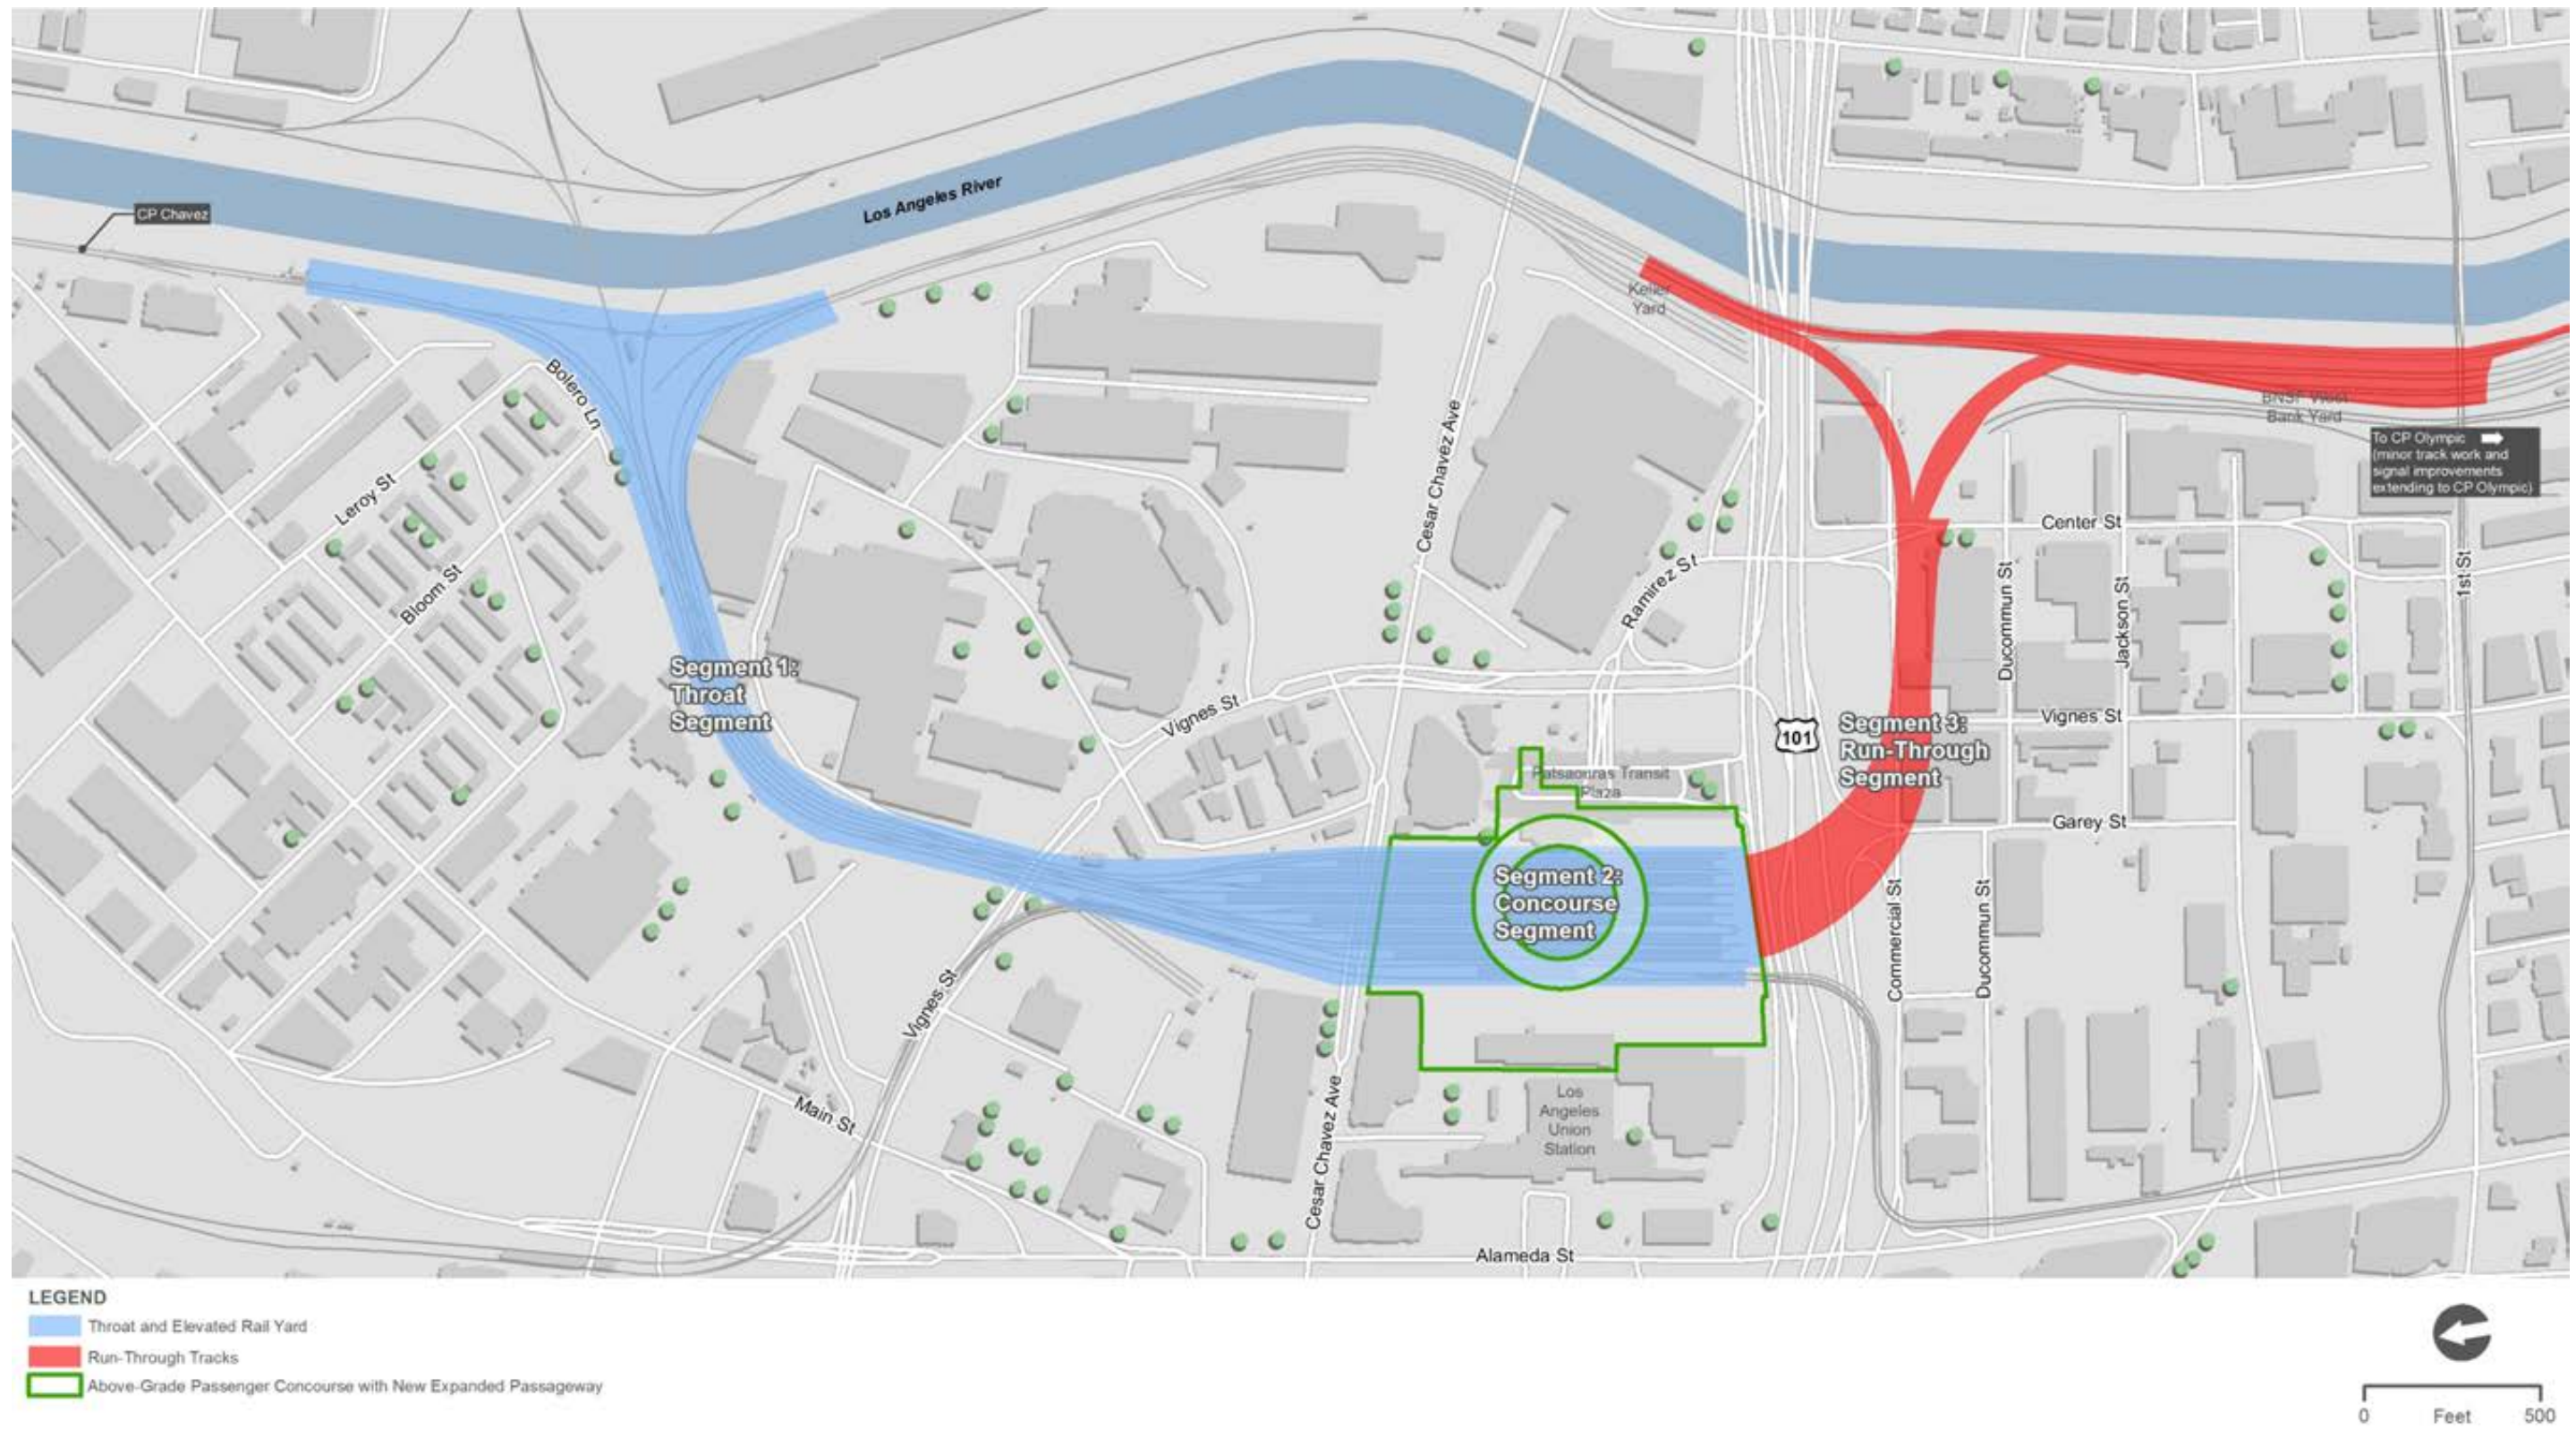 CP Chavez
Los Angeles River
Keller
Yard
Bolero Ln
BNSF West
Bank Yard
To CP Olympic
(minor track work and
signal improvements
extending to CP Olympic)
Leroy St
Cesar Chavez Ave
Center St
Bloom St
Ramirez St
Ducommun St
Jackson St
1st St
Segment 1:
Throat
Segment
Vignes St
101
Segment 3:
Run-Through
Segment
Vignes St
Patsaouras Transit
Plaza
Garey St
Segment 2:
Concourse
Segment
Commercial St
Ducommun St
Vignes St
Main St
Cesar Chavez Ave
Los
Angeles
Union
Station
Alameda St
LEGEND
Throat and Elevated Rail Yard
Run-Through Tracks
Above-Grade Passenger Concourse with New Expanded Passageway
0 Feet 500